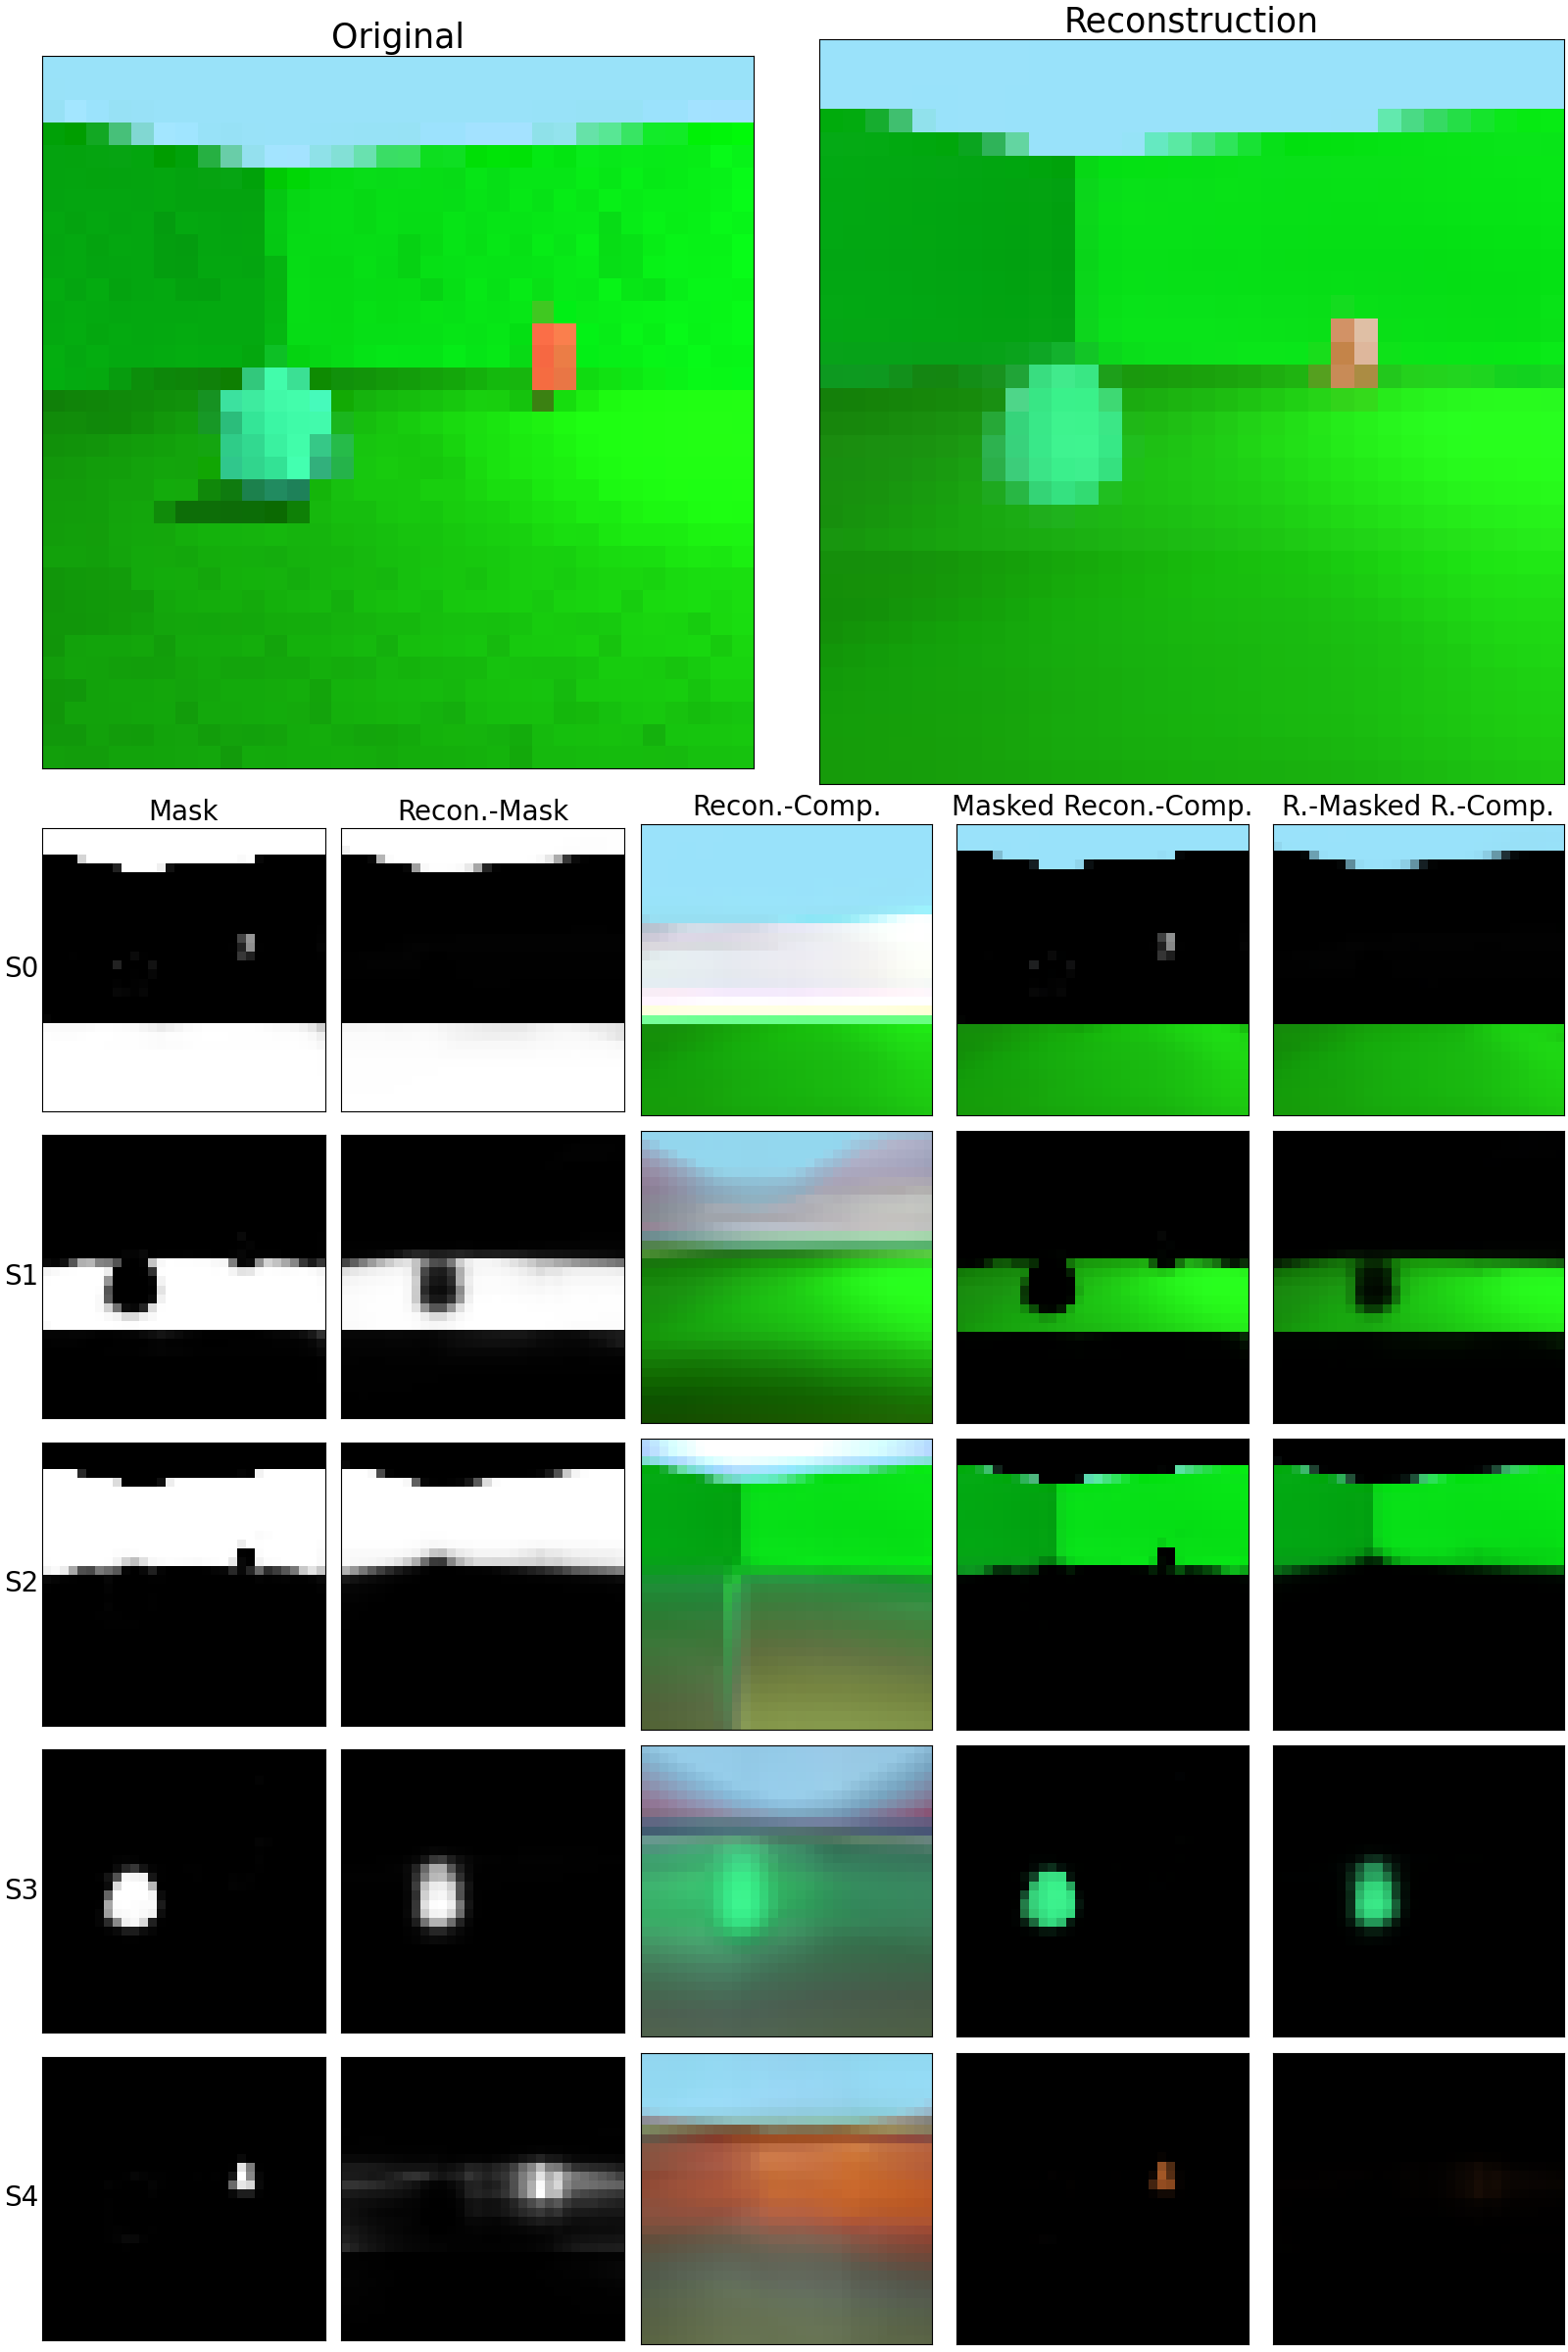 Original
Reconstruction
Mask
Recon.-Mask
Recon.-Comp.
Masked Recon.-Comp.
R.-Masked R.-Comp.
S0
S1
S2
S3
S4